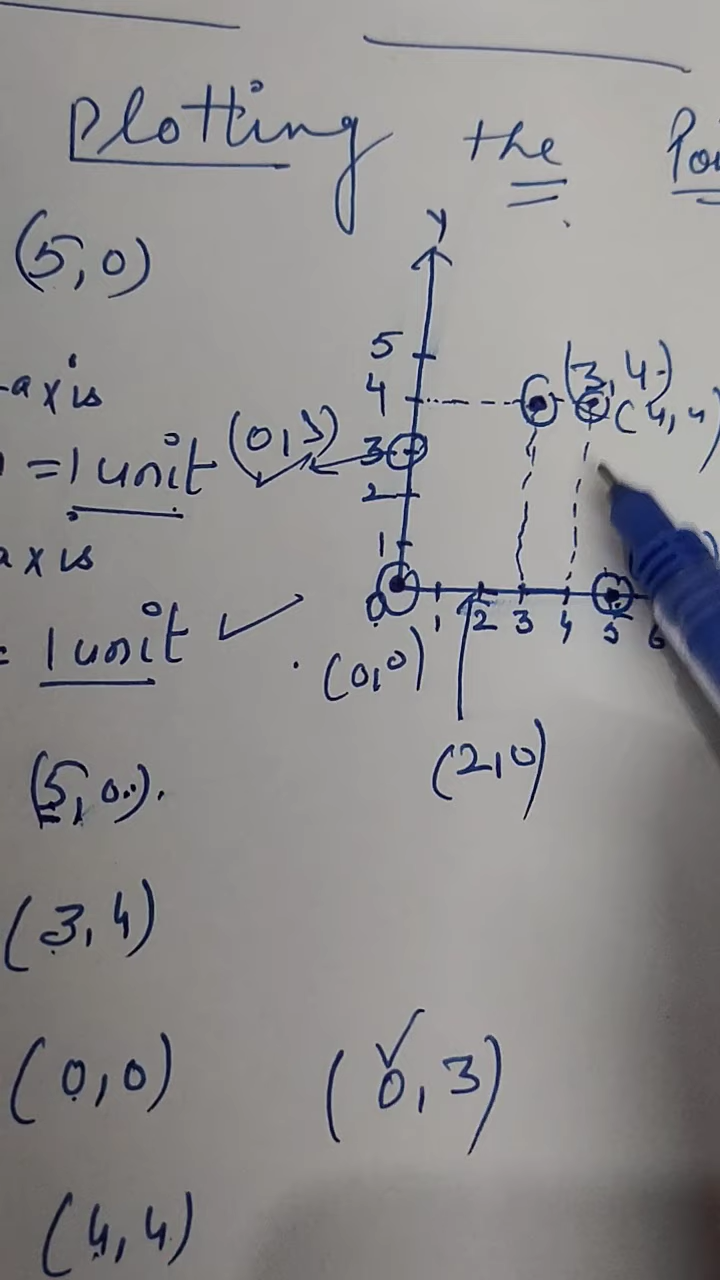 Plotting the Poi
(5,0)
Y
5
(3,4)
-axis
4
(4,4)
= 1 unit
(0,3)
3
2
axis
1
0
1 2 3 4 5 6
= 1 unit
(0,0)
(2,0)
(5,0).
(3,4)
(0,0)
(0,3)
(4,4)